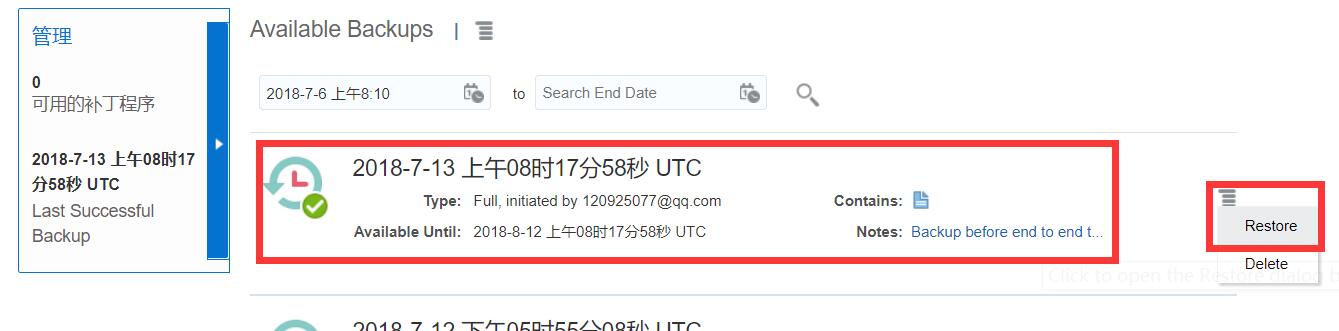 管理
0
可用的补丁程序
2018-7-13 上午08时17
分58秒 UTC
Last Successful
Backup
Available Backups |
2018-7-6 上午8:10 to Search End Date
2018-7-13 上午08时17分58秒 UTC
Type: Full, initiated by 120925077@qq.com Contains:
Available Until: 2018-8-12 上午08时17分58秒 UTC Notes: Backup before end to end t...
Restore
Delete
Click to open the Restore dialog b
2018-7-12 下午05时55分08秒 UTC